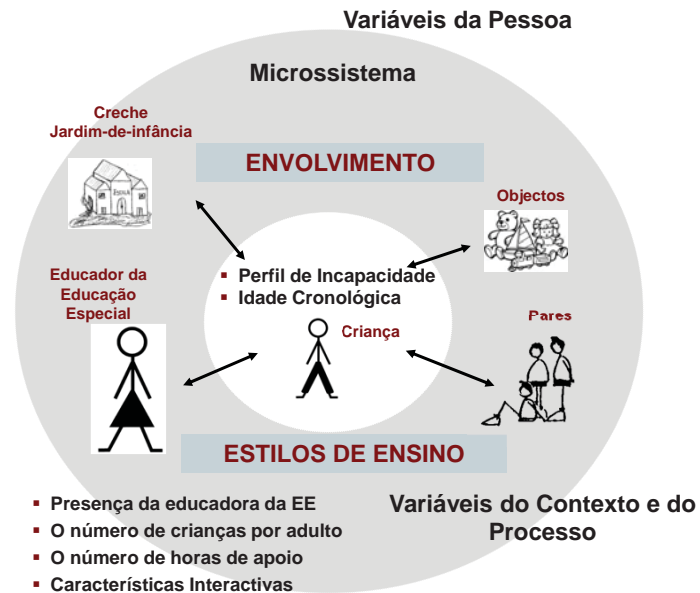 Variáveis da Pessoa
Microssistema
Creche
Jardim-de-infância
ESCOLA
ENVOLVIMENTO
Objectos
Educador da
Educação
Especial
▪ Perfil de Incapacidade
▪ Idade Cronológica
Criança
Pares
ESTILOS DE ENSINO
▪ Presença da educadora da EE
▪ O número de crianças por adulto
▪ O número de horas de apoio
▪ Características Interactivas
Variáveis do Contexto e do
Processo